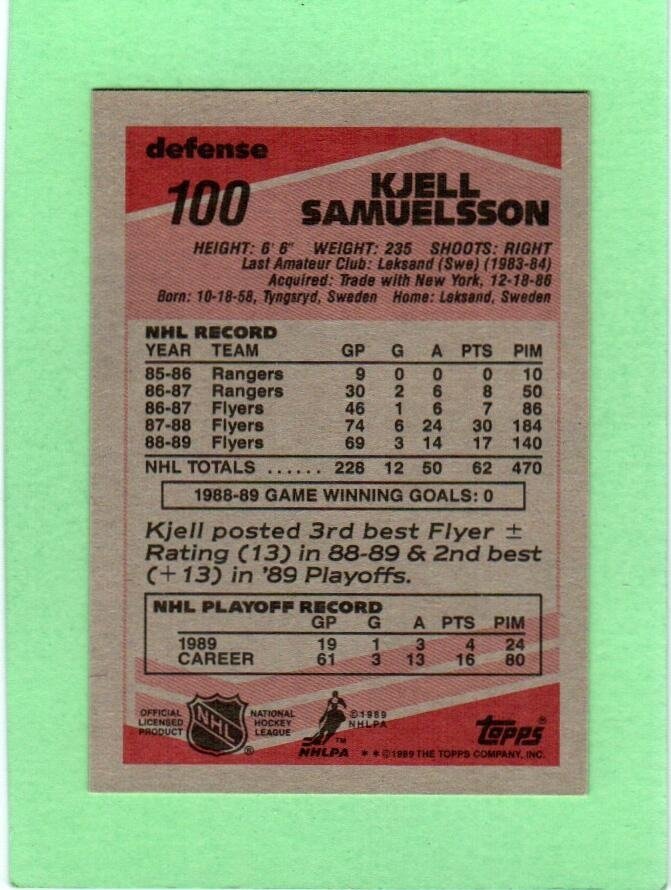 defense
100 KJELL
SAMUELSSON
HEIGHT: 6' 6" WEIGHT: 235 SHOOTS: RIGHT
Last Amateur Club: Leksand (Swe) (1983-84)
Acquired: Trade with New York, 12-18-86
Born: 10-18-58, Tyngsryd, Sweden Home: Leksand, Sweden
NHL RECORD
YEAR TEAM GP G A PTS PIM
85-86 Rangers 9 0 0 0 10
86-87 Rangers 30 2 6 8 50
86-87 Flyers 46 1 6 7 86
87-88 Flyers 74 6 24 30 184
88-89 Flyers 69 3 14 17 140
NHL TOTALS ...... 228 12 50 62 470
1988-89 GAME WINNING GOALS: 0
Kjell posted 3rd best Flyer ±
Rating (13) in 88-89 & 2nd best
(+13) in '89 Playoffs.
NHL PLAYOFF RECORD
GP G A PTS PIM
1989 19 1 3 4 24
CAREER 61 3 13 16 80
OFFICIAL
LICENSED
PRODUCT
NHL
®
NATIONAL
HOCKEY
LEAGUE
©1989
NHLPA
TM
NHLPA
Topps®
* * ©1989 THE TOPPS COMPANY, INC.